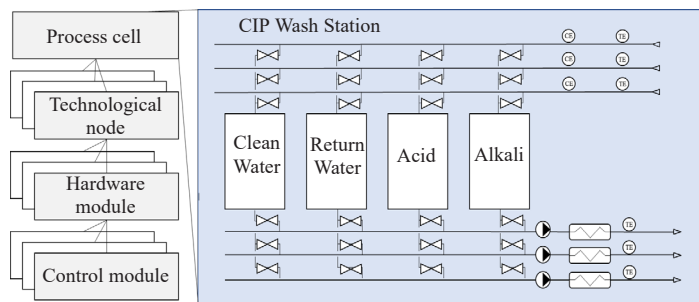 Process cell
Technological
node
Hardware
module
Control module
CIP Wash Station
CE
TE
CE
TE
CE
TE
Clean
Water
Return
Water
Acid
Alkali
TE
TE
TE